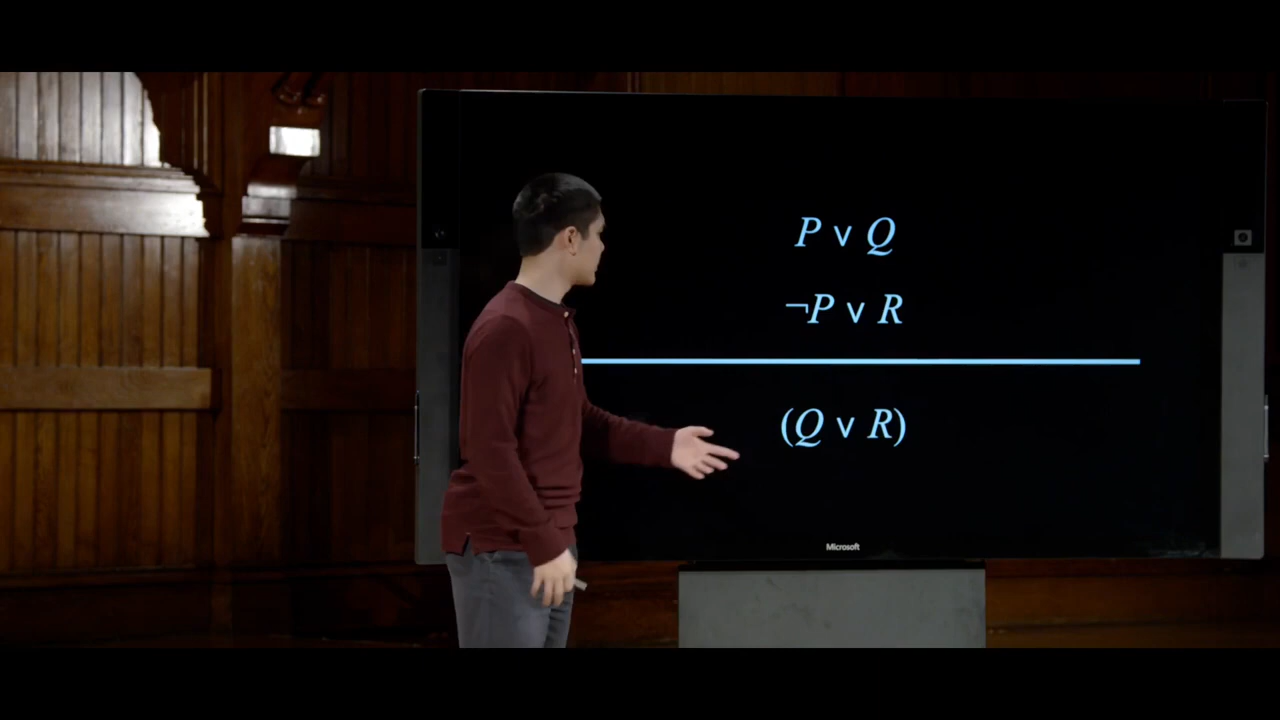 P ∨ Q
¬P ∨ R
(Q ∨ R)
Microsoft